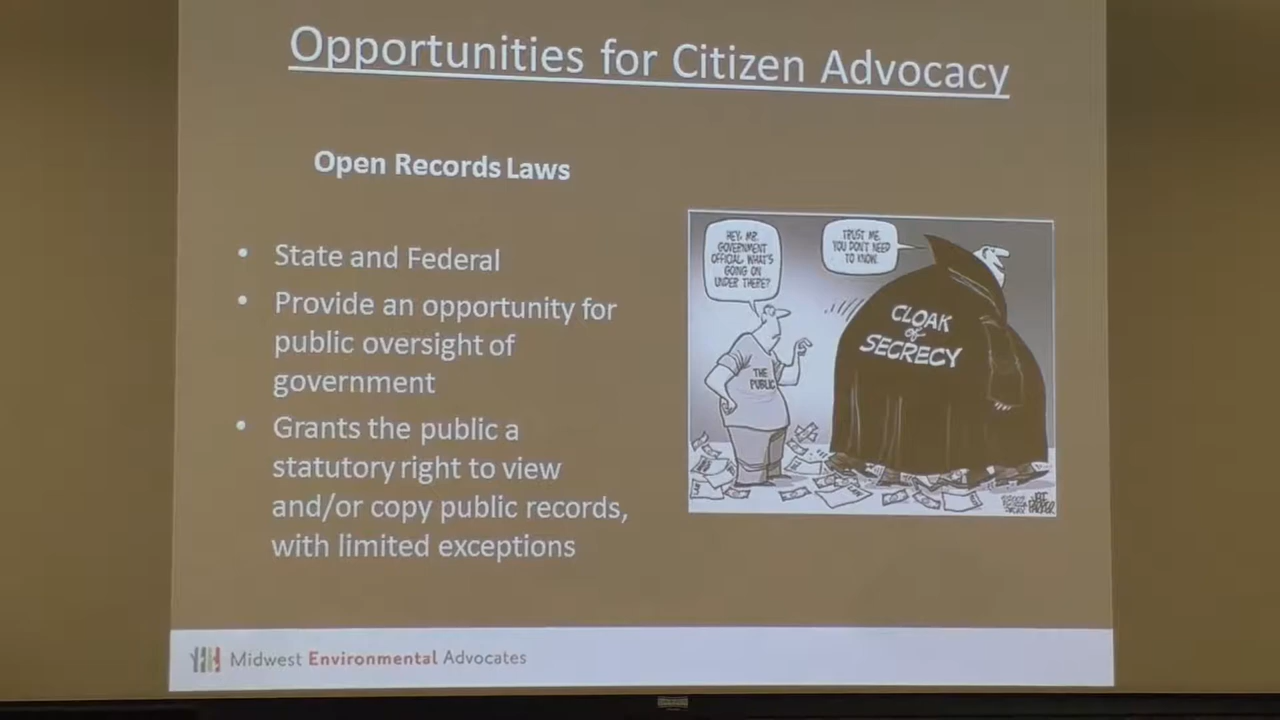 Opportunities for Citizen Advocacy
Open Records Laws
• State and Federal
• Provide an opportunity for
public oversight of
government
• Grants the public a
statutory right to view
and/or copy public records,
with limited exceptions
HEY, MR.
GOVERNMENT
OFFICIAL, WHAT'S
GOING ON
UNDER THERE?
TRUST ME,
YOU DON'T NEED
TO KNOW.
CLOAK
of
SECRECY
THE
PUBLIC
Midwest Environmental Advocates